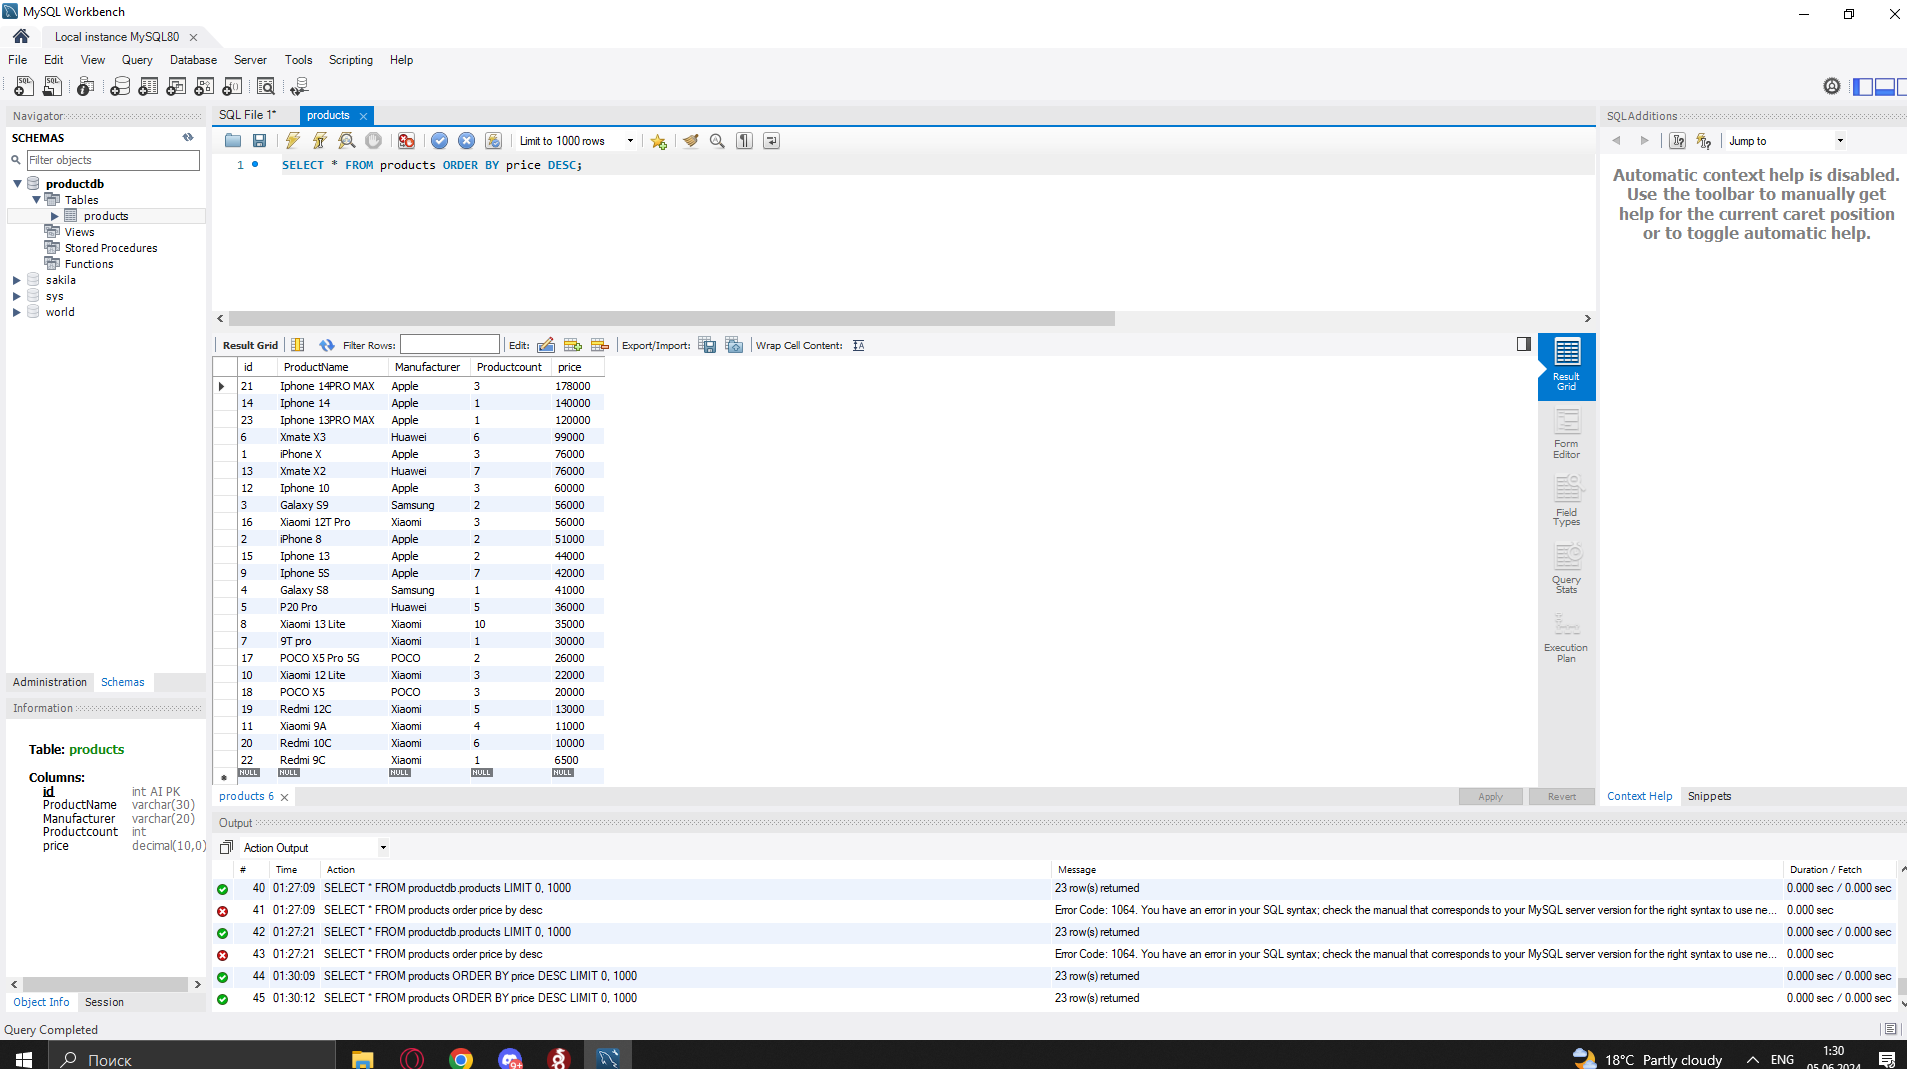 MySQL Workbench
Local instance MySQL80
File Edit View Query Database Server Tools Scripting Help
Navigator
SCHEMAS
Filter objects
productdb
Tables
products
Views
Stored Procedures
Functions
sakila
sys
world
Administration Schemas
Information
Table: products
Columns:
id int AI PK
ProductName varchar(30)
Manufacturer varchar(20)
Productcount int
price decimal(10,0)
Object Info Session
SQL File 1* products
Limit to 1000 rows
1 SELECT * FROM products ORDER BY price DESC;
Result Grid Filter Rows: Edit: Export/Import: Wrap Cell Content:
id ProductName Manufacturer Productcount price
21 Iphone 14PRO MAX Apple 3 178000
14 Iphone 14 Apple 1 140000
23 Iphone 13PRO MAX Apple 1 120000
6 Xmate X3 Huawei 6 99000
1 iPhone X Apple 3 76000
13 Xmate X2 Huawei 7 76000
12 Iphone 10 Apple 3 60000
3 Galaxy S9 Samsung 2 56000
16 Xiaomi 12T Pro Xiaomi 3 56000
2 iPhone 8 Apple 2 51000
15 Iphone 13 Apple 2 44000
9 Iphone 5S Apple 7 42000
4 Galaxy S8 Samsung 1 41000
5 P20 Pro Huawei 5 36000
8 Xiaomi 13 Lite Xiaomi 10 35000
7 9T pro Xiaomi 1 30000
17 POCO X5 Pro 5G POCO 2 26000
10 Xiaomi 12 Lite Xiaomi 3 22000
18 POCO X5 POCO 3 20000
19 Redmi 12C Xiaomi 5 13000
11 Xiaomi 9A Xiaomi 4 11000
20 Redmi 10C Xiaomi 6 10000
22 Redmi 9C Xiaomi 1 6500
NULL NULL NULL NULL NULL
Result Grid
Form Editor
Field Types
Query Stats
Execution Plan
products 6
Apply Revert
SQLAdditions
Jump to
Automatic context help is disabled.
Use the toolbar to manually get
help for the current caret position
or to toggle automatic help.
Context Help Snippets
Output
Action Output
# Time Action Message Duration / Fetch
40 01:27:09 SELECT * FROM productdb.products LIMIT 0, 1000 23 row(s) returned 0.000 sec / 0.000 sec
41 01:27:09 SELECT * FROM products order price by desc Error Code: 1064. You have an error in your SQL syntax; check the manual that corresponds to your MySQL server version for the right syntax to use ne... 0.000 sec
42 01:27:21 SELECT * FROM productdb.products LIMIT 0, 1000 23 row(s) returned 0.000 sec / 0.000 sec
43 01:27:21 SELECT * FROM products order price by desc Error Code: 1064. You have an error in your SQL syntax; check the manual that corresponds to your MySQL server version for the right syntax to use ne... 0.000 sec
44 01:30:09 SELECT * FROM products ORDER BY price DESC LIMIT 0, 1000 23 row(s) returned 0.000 sec / 0.000 sec
45 01:30:12 SELECT * FROM products ORDER BY price DESC LIMIT 0, 1000 23 row(s) returned 0.000 sec / 0.000 sec
Query Completed
Поиск
18°C Partly cloudy
ENG
1:30
05.06.2024